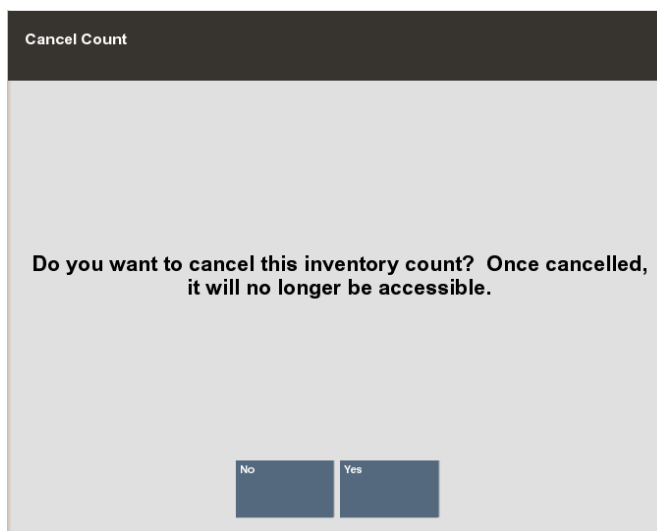 Cancel Count
Do you want to cancel this inventory count?  Once cancelled,
it will no longer be accessible.
No
Yes